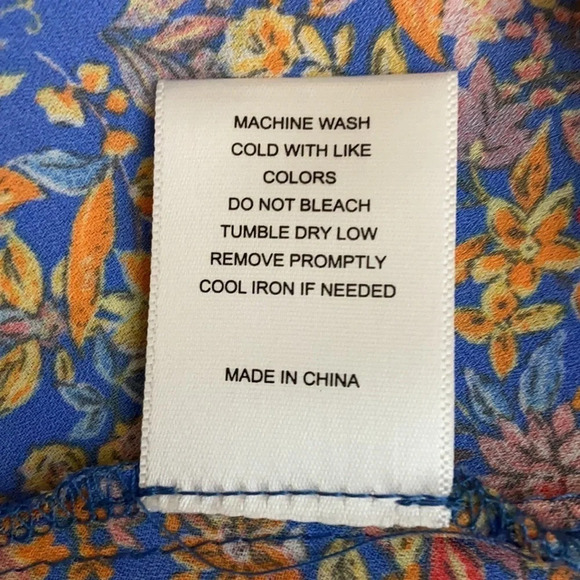 MACHINE WASH
COLD WITH LIKE
COLORS
DO NOT BLEACH
TUMBLE DRY LOW
REMOVE PROMPTLY
COOL IRON IF NEEDED
MADE IN CHINA